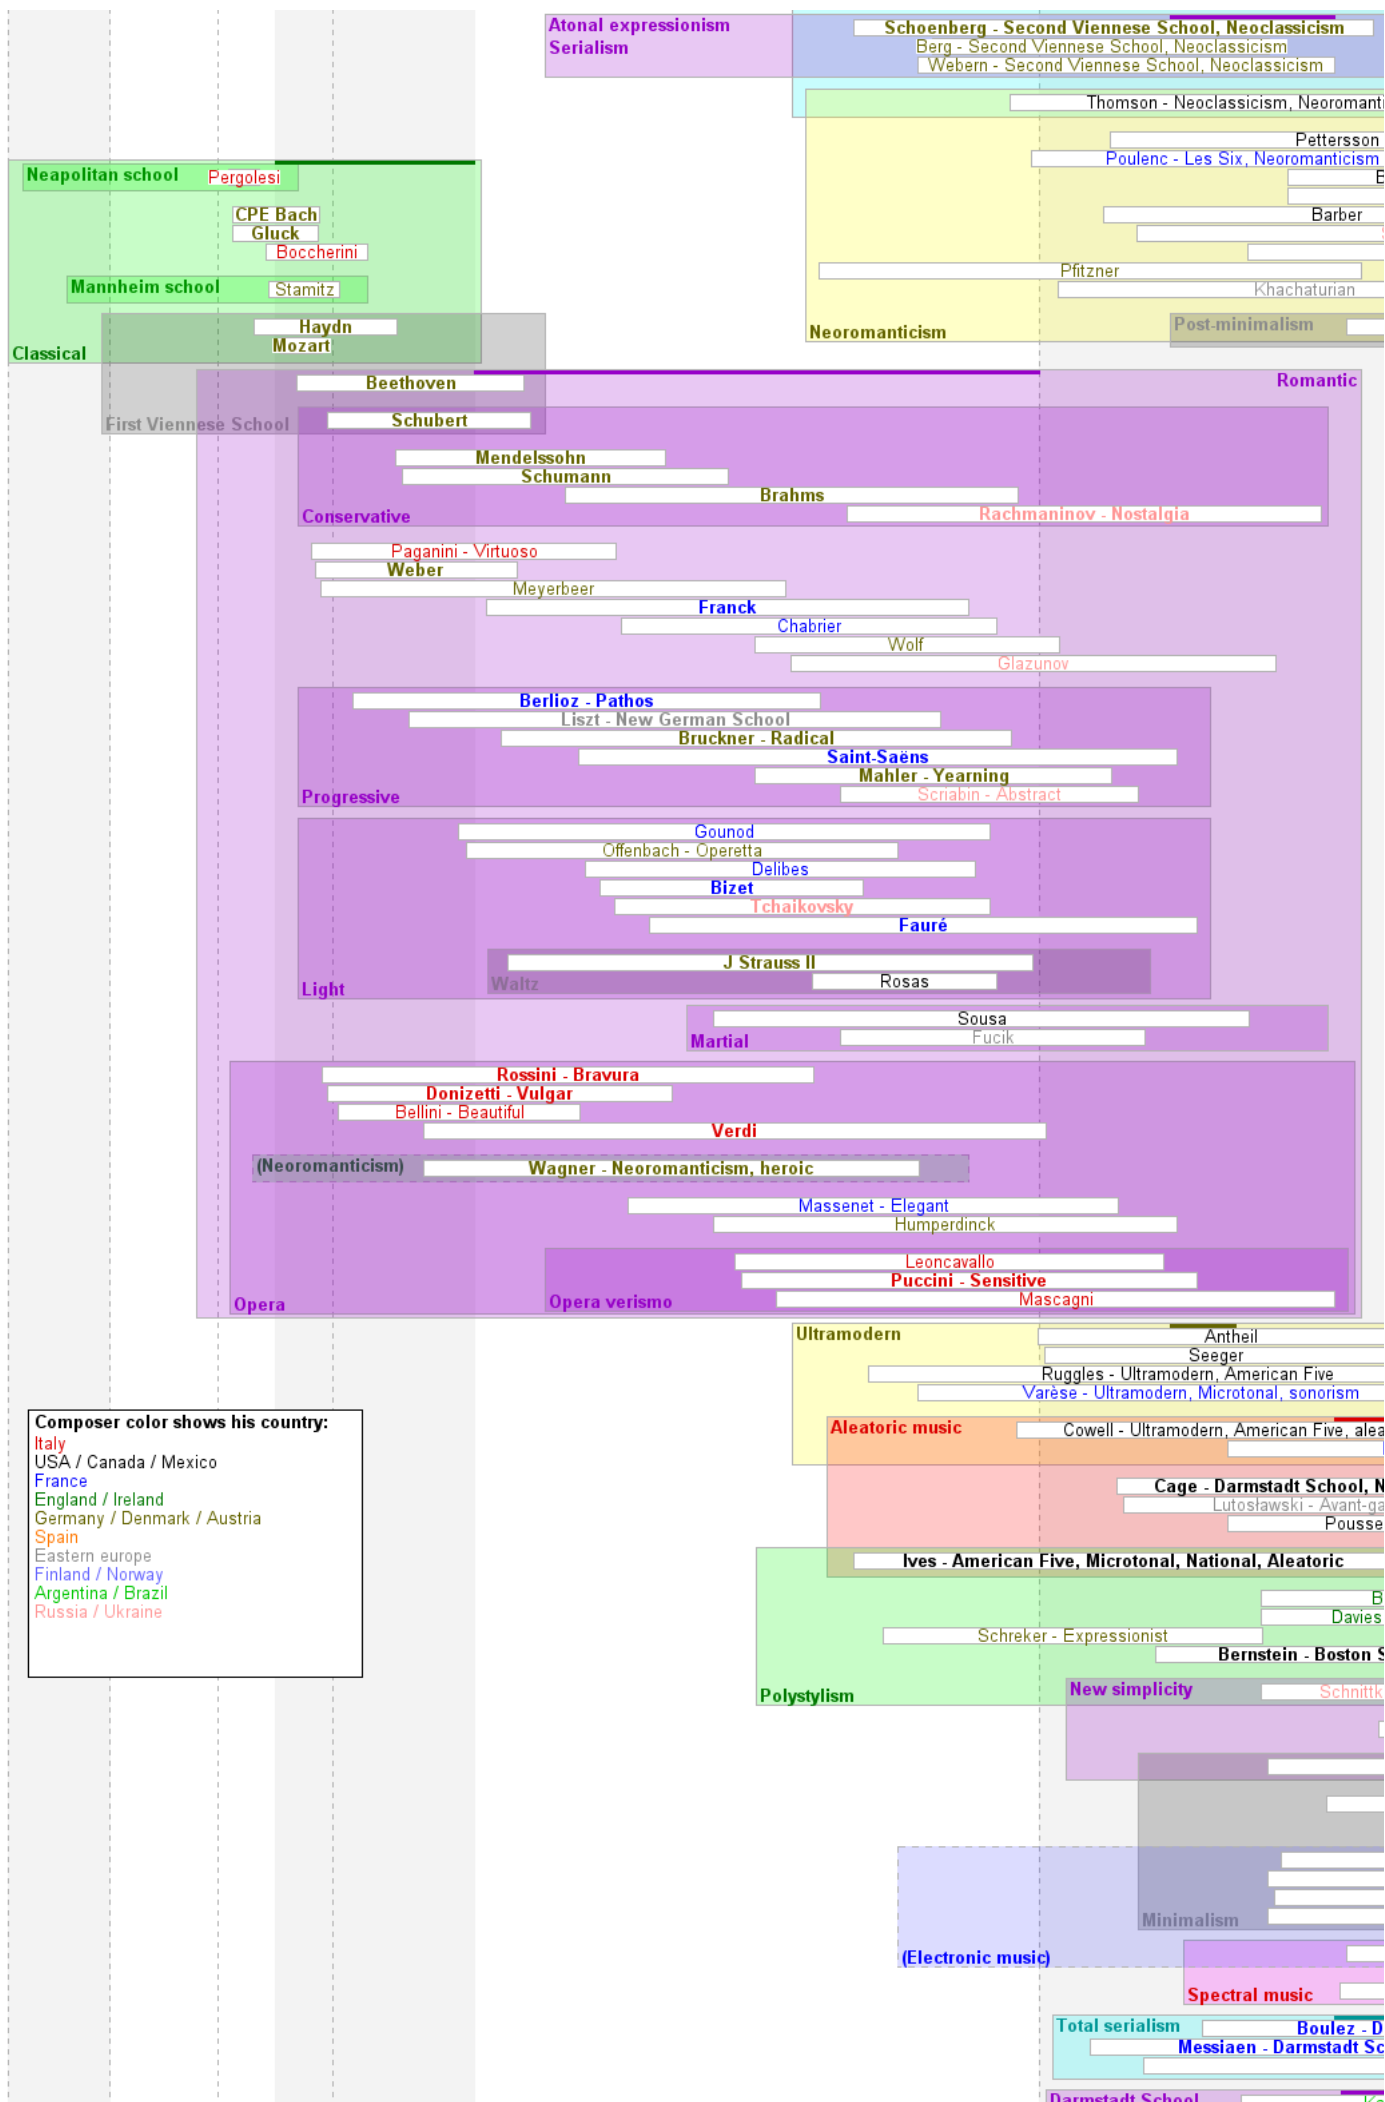 Atonal expressionism
Serialism
Schoenberg - Second Viennese School, Neoclassicism
Berg - Second Viennese School, Neoclassicism
Webern - Second Viennese School, Neoclassicism
Thomson - Neoclassicism, Neoromanti
Pettersson
Poulenc - Les Six, Neoromanticism
B
Barber
Pfitzner
Khachaturian
Neoromanticism
Post-minimalism
Neapolitan school
Pergolesi
CPE Bach
Gluck
Boccherini
Mannheim school
Stamitz
Haydn
Mozart
Classical
Romantic
Beethoven
First Viennese School
Schubert
Mendelssohn
Schumann
Brahms
Rachmaninov - Nostalgia
Conservative
Paganini - Virtuoso
Weber
Meyerbeer
Franck
Chabrier
Wolf
Glazunov
Berlioz - Pathos
Liszt - New German School
Bruckner - Radical
Saint-Saëns
Mahler - Yearning
Scriabin - Abstract
Progressive
Gounod
Offenbach - Operetta
Delibes
Bizet
Tchaikovsky
Fauré
J Strauss II
Waltz
Rosas
Light
Sousa
Fucik
Martial
Rossini - Bravura
Donizetti - Vulgar
Bellini - Beautiful
Verdi
(Neoromanticism)
Wagner - Neoromanticism, heroic
Massenet - Elegant
Humperdinck
Leoncavallo
Puccini - Sensitive
Mascagni
Opera
Opera verismo
Ultramodern
Antheil
Seeger
Ruggles - Ultramodern, American Five
Varèse - Ultramodern, Microtonal, sonorism
Aleatoric music
Cowell - Ultramodern, American Five, alea
Cage - Darmstadt School, N
Lutosławski - Avant-ga
Pousse
Ives - American Five, Microtonal, National, Aleatoric
B
Davies
Schreker - Expressionist
Bernstein - Boston S
Polystylism
New simplicity
Schnittk
Minimalism
(Electronic music)
Spectral music
Total serialism
Boulez - D
Messiaen - Darmstadt Sc
Darmstadt School
Composer color shows his country:
Italy
USA / Canada / Mexico
France
England / Ireland
Germany / Denmark / Austria
Spain
Eastern europe
Finland / Norway
Argentina / Brazil
Russia / Ukraine